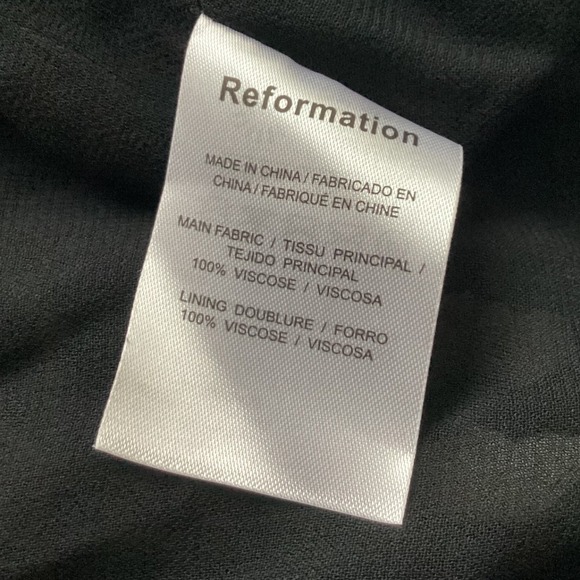 Reformation
MADE IN CHINA / FABRICADO EN
CHINA / FABRIQUÉ EN CHINE
MAIN FABRIC / TISSU PRINCIPAL /
TEJIDO PRINCIPAL
100% VISCOSE / VISCOSA
LINING DOUBLURE / FORRO
100% VISCOSE / VISCOSA